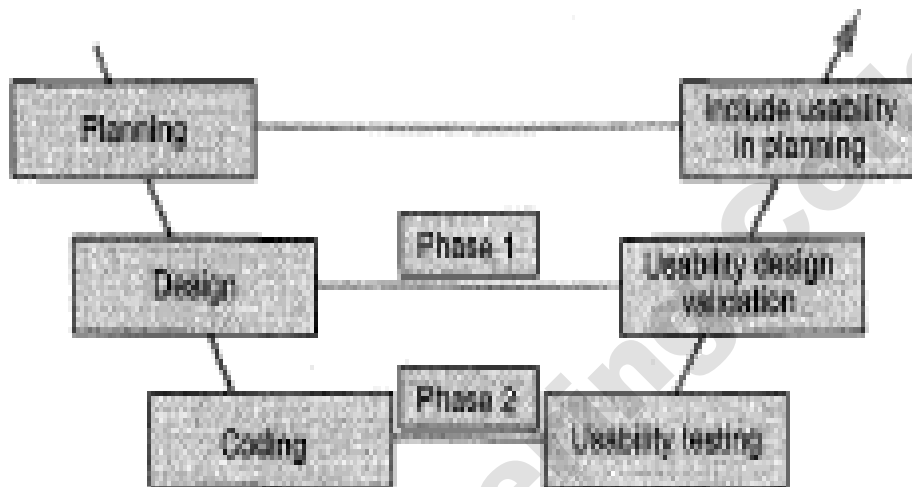 Planning
Include usability
in planning
Phase 1
Design
Usability design
validation
Phase 2
Coding
Usability testing